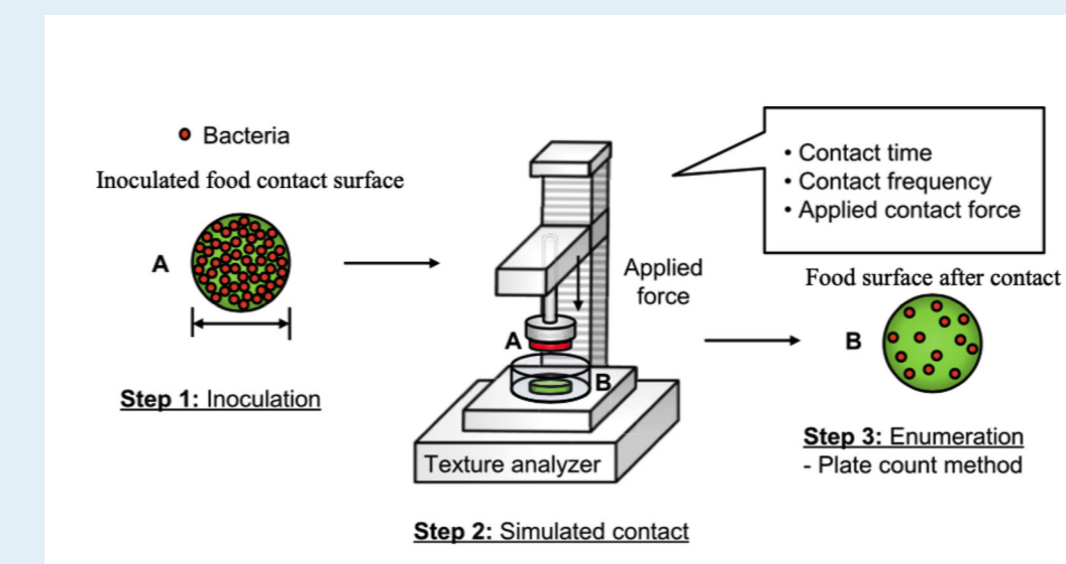 Bacteria
Inoculated food contact surface
A
Step 1: Inoculation
Applied
force
A
B
Texture analyzer
Step 2: Simulated contact
• Contact time
• Contact frequency
• Applied contact force
Food surface after contact
B
Step 3: Enumeration
- Plate count method